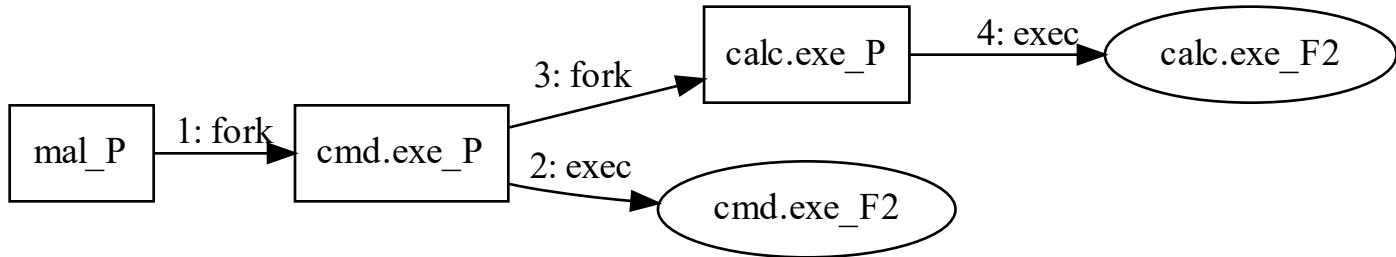 mal_P
1: fork
cmd.exe_P
3: fork
calc.exe_P
4: exec
calc.exe_F2
2: exec
cmd.exe_F2